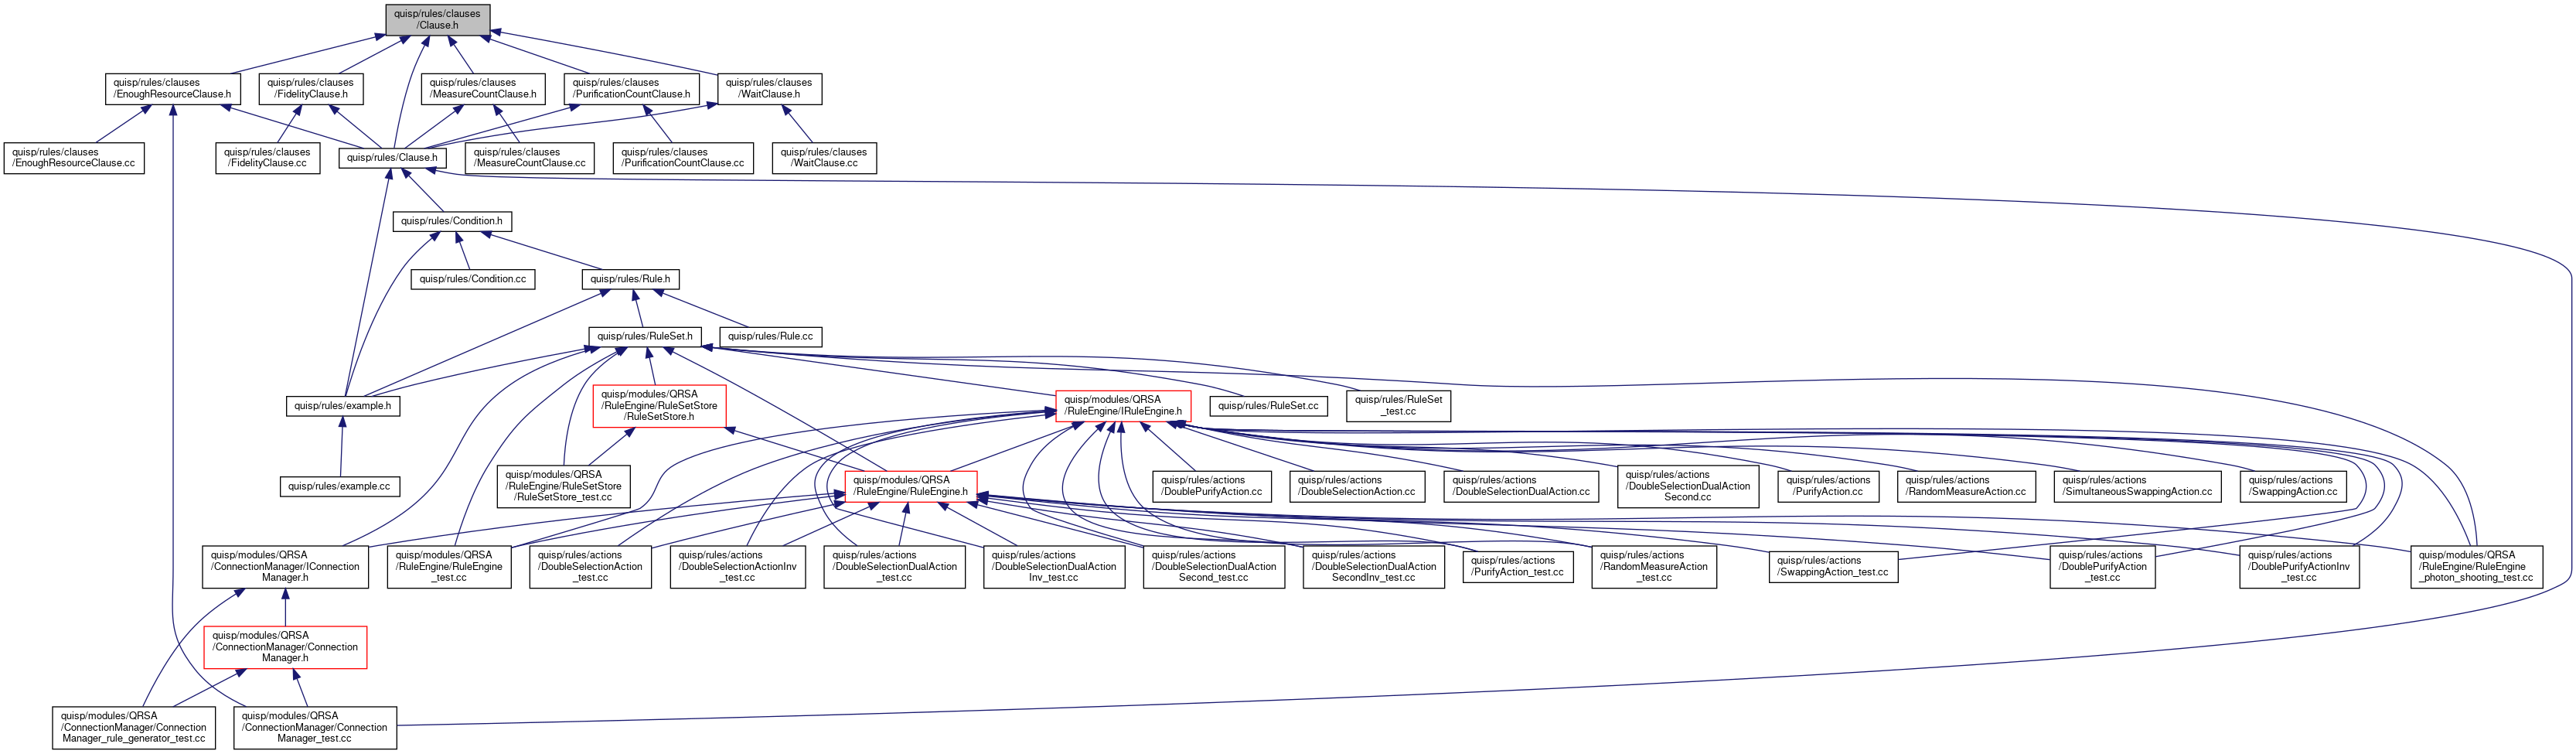 quisp/rules/clauses
/Clause.h
quisp/rules/clauses
/EnoughResourceClause.h
quisp/rules/clauses
/FidelityClause.h
quisp/rules/clauses
/MeasureCountClause.h
quisp/rules/clauses
/PurificationCountClause.h
quisp/rules/clauses
/WaitClause.h
quisp/rules/clauses
/EnoughResourceClause.cc
quisp/rules/clauses
/FidelityClause.cc
quisp/rules/Clause.h
quisp/rules/clauses
/MeasureCountClause.cc
quisp/rules/clauses
/PurificationCountClause.cc
quisp/rules/clauses
/WaitClause.cc
quisp/rules/Condition.h
quisp/rules/Condition.cc
quisp/rules/Rule.h
quisp/rules/RuleSet.h
quisp/rules/Rule.cc
quisp/rules/example.h
quisp/modules/QRSA
/RuleEngine/RuleSetStore
/RuleSetStore.h
quisp/modules/QRSA
/RuleEngine/IRuleEngine.h
quisp/rules/RuleSet.cc
quisp/rules/RuleSet
_test.cc
quisp/rules/example.cc
quisp/modules/QRSA
/RuleEngine/RuleSetStore
/RuleSetStore_test.cc
quisp/modules/QRSA
/RuleEngine/RuleEngine.h
quisp/rules/actions
/DoublePurifyAction.cc
quisp/rules/actions
/DoubleSelectionAction.cc
quisp/rules/actions
/DoubleSelectionDualAction.cc
quisp/rules/actions
/DoubleSelectionDualAction
Second.cc
quisp/rules/actions
/PurifyAction.cc
quisp/rules/actions
/RandomMeasureAction.cc
quisp/rules/actions
/SimultaneousSwappingAction.cc
quisp/rules/actions
/SwappingAction.cc
quisp/modules/QRSA
/ConnectionManager/IConnection
Manager.h
quisp/modules/QRSA
/RuleEngine/RuleEngine
_test.cc
quisp/rules/actions
/DoubleSelectionAction
_test.cc
quisp/rules/actions
/DoubleSelectionActionInv
_test.cc
quisp/rules/actions
/DoubleSelectionDualAction
_test.cc
quisp/rules/actions
/DoubleSelectionDualAction
Inv_test.cc
quisp/rules/actions
/DoubleSelectionDualAction
Second_test.cc
quisp/rules/actions
/DoubleSelectionDualAction
SecondInv_test.cc
quisp/rules/actions
/PurifyAction_test.cc
quisp/rules/actions
/RandomMeasureAction
_test.cc
quisp/rules/actions
/SwappingAction_test.cc
quisp/rules/actions
/DoublePurifyAction
_test.cc
quisp/rules/actions
/DoublePurifyActionInv
_test.cc
quisp/modules/QRSA
/RuleEngine/RuleEngine
_photon_shooting_test.cc
quisp/modules/QRSA
/ConnectionManager/Connection
Manager.h
quisp/modules/QRSA
/ConnectionManager/Connection
Manager_rule_generator_test.cc
quisp/modules/QRSA
/ConnectionManager/Connection
Manager_test.cc